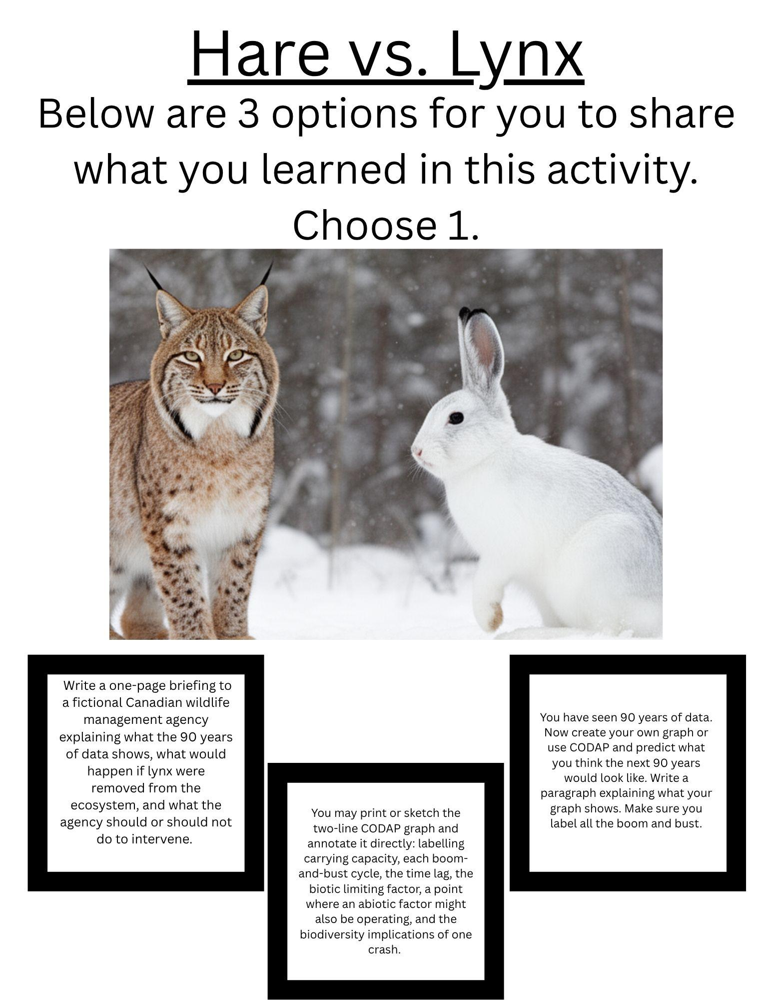 Hare vs. Lynx
Below are 3 options for you to share
what you learned in this activity.
Choose 1.
Write a one-page briefing to
a fictional Canadian wildlife
management agency
explaining what the 90 years
of data shows, what would
happen if lynx were
removed from the
ecosystem, and what the
agency should or should not
do to intervene.
You may print or sketch the
two-line CODAP graph and
annotate it directly: labelling
carrying capacity, each boom-
and-bust cycle, the time lag, the
biotic limiting factor, a point
where an abiotic factor might
also be operating, and the
biodiversity implications of one
crash.
You have seen 90 years of data.
Now create your own graph or
use CODAP and predict what
you think the next 90 years
would look like. Write a
paragraph explaining what your
graph shows. Make sure you
label all the boom and bust.